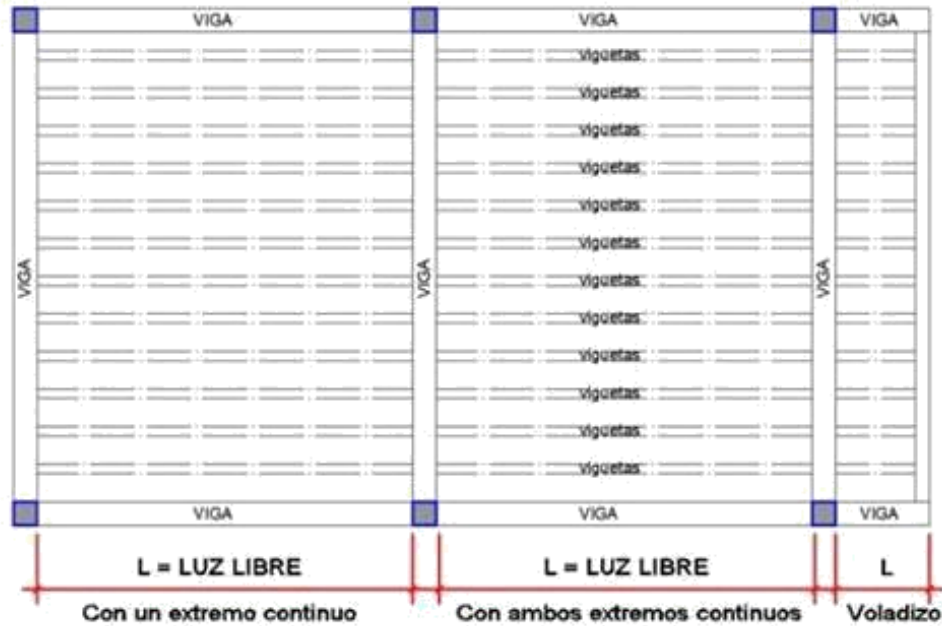 VIGA VIGA VIGA
viguetas
viguetas
viguetas
viguetas
viguetas
viguetas
VIGA VIGA VIGA
viguetas
viguetas
viguetas
viguetas
viguetas
viguetas
VIGA VIGA VIGA
L = LUZ LIBRE L = LUZ LIBRE L
Con un extremo continuo Con ambos extremos continuos Voladizo